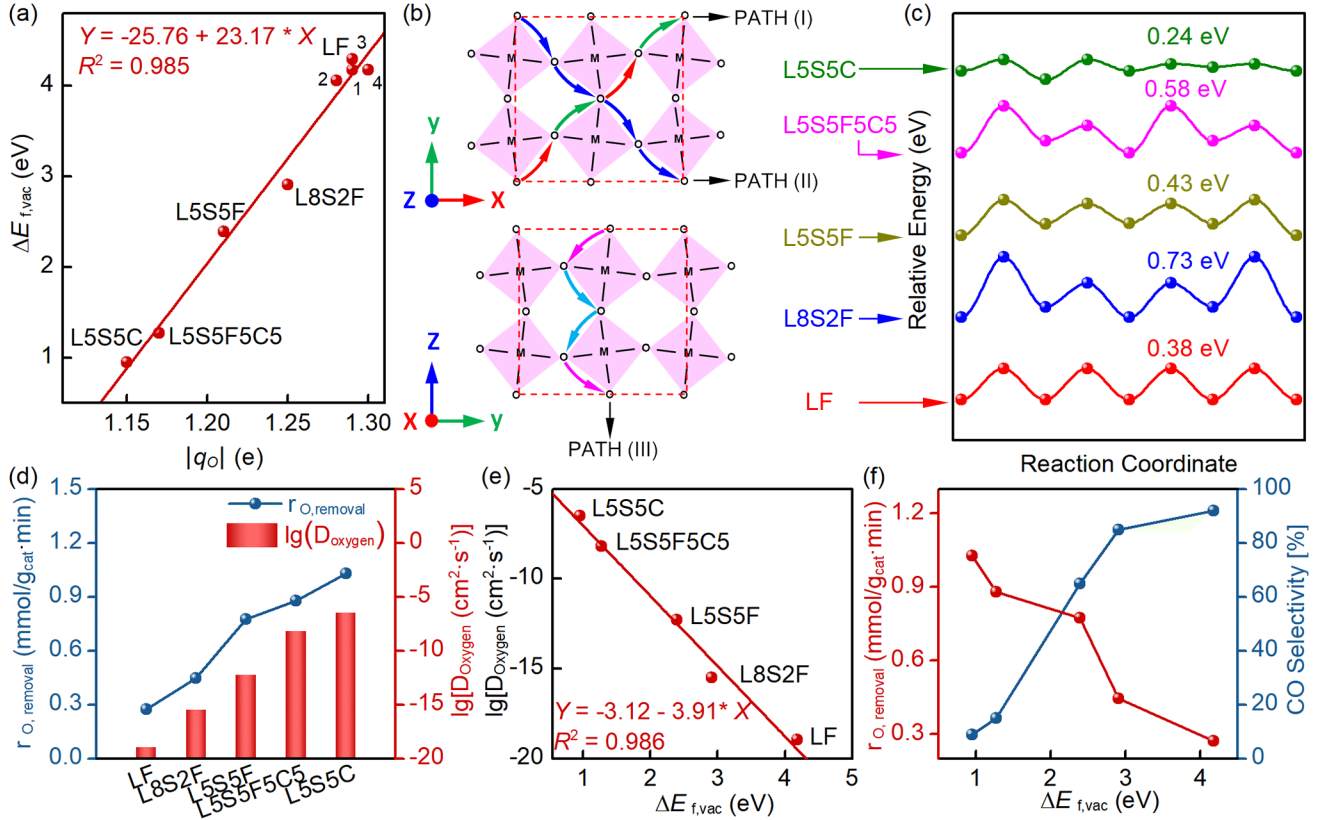 (a)
Y = -25.76 + 23.17 * X
R² = 0.985
LF
3
2
1
4
L8S2F
L5S5F
L5S5C
L5S5F5C5
4
3
2
1
ΔE f,vac (eV)
1.15
1.20
1.25
1.30
|qO| (e)
(b)
PATH (I)
M
M
M
M
PATH (II)
y
Z
X
M
M
M
M
Z
X
y
PATH (III)
(c)
L5S5C
L5S5F5C5
L5S5F
L8S2F
LF
Relative Energy (eV)
0.24 eV
0.58 eV
0.43 eV
0.73 eV
0.38 eV
Reaction Coordinate
(d)
r O,removal
lg(Doxygen)
r O, removal (mmol/gcat·min)
1.5
1.2
0.9
0.6
0.3
0.0
5
0
-5
-10
-15
-20
lg[DOxygen (cm²·s⁻¹)]
LF
L8S2F
L5S5F
L5S5F5C5
L5S5C
(e)
lg[DOxygen (cm²·s⁻¹)
-5
-10
-15
-20
L5S5C
L5S5F5C5
L5S5F
L8S2F
LF
Y = -3.12 - 3.91* X
R² = 0.986
1
2
3
4
5
ΔE f,vac (eV)
(f)
r O, removal (mmol/gcat·min)
1.2
0.9
0.6
0.3
100
80
60
40
20
0
CO Selectivity [%]
1
2
3
4
ΔE f,vac (eV)